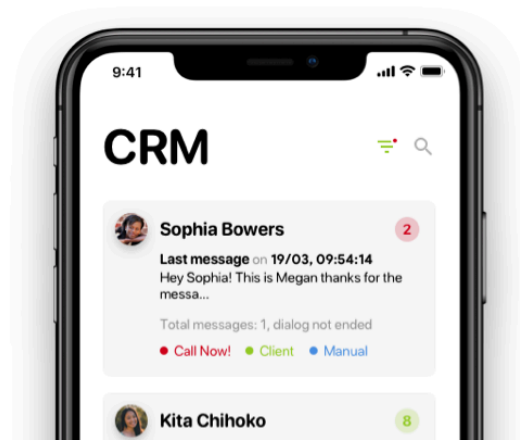 9:41
CRM
Sophia Bowers 2
Last message on 19/03, 09:54:14
Hey Sophia! This is Megan thanks for the
messa...
Total messages: 1, dialog not ended
Call Now! Client Manual
Kita Chihoko 8